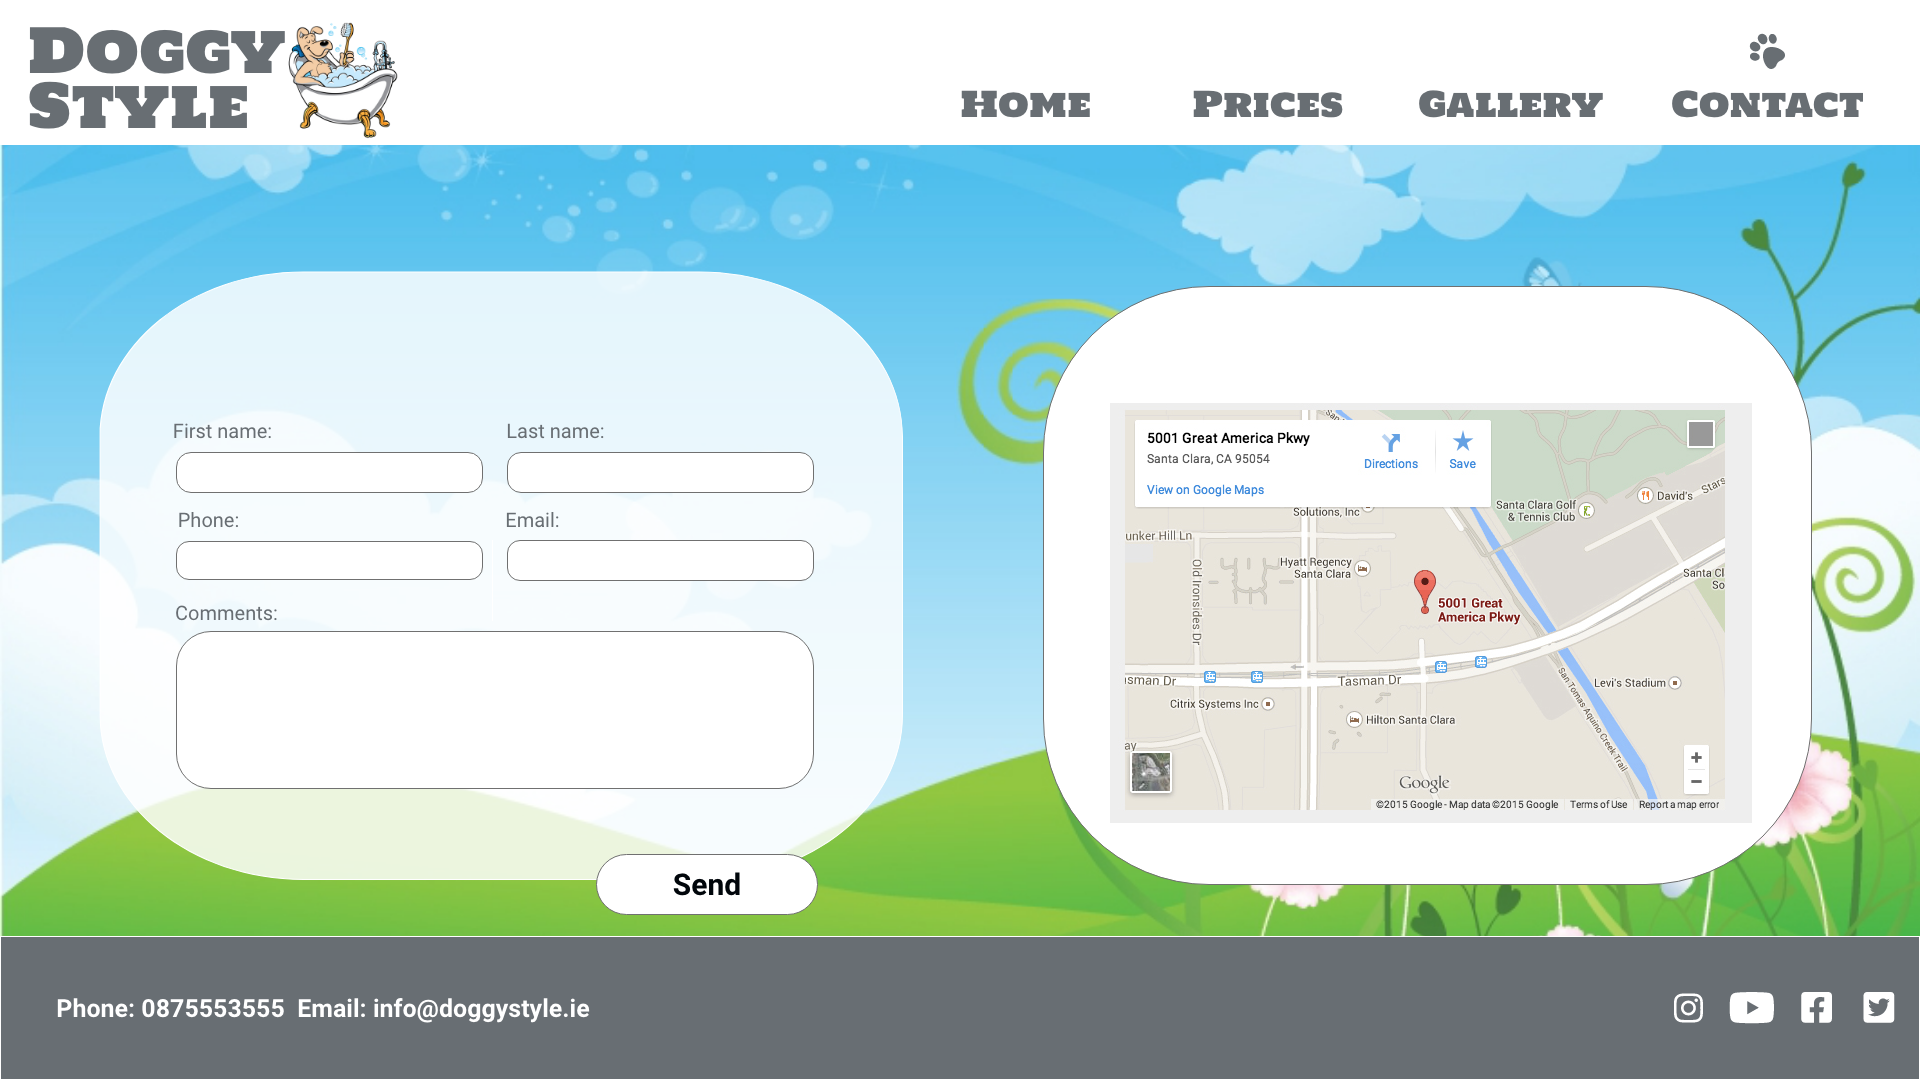 DOGGY
STYLE
HOME
PRICES
GALLERY
CONTACT
First name:
Last name:
Phone:
Email:
Comments:
Send
5001 Great America Pkwy
Santa Clara, CA 95054
View on Google Maps
Directions
Save
Solutions, Inc
Santa Clara Golf
& Tennis Club
David's
Stars
unker Hill Ln
Old Ironsides Dr
Hyatt Regency
Santa Clara
5001 Great
America Pkwy
Santa Cl
So
Tasman Dr
asman Dr
Citrix Systems Inc
Hilton Santa Clara
Levi's Stadium
San Tomas Aquino Creek Trail
ay
+
−
Google
©2015 Google - Map data ©2015 Google
Terms of Use
Report a map error
Phone: 0875553555 Email: info@doggystyle.ie